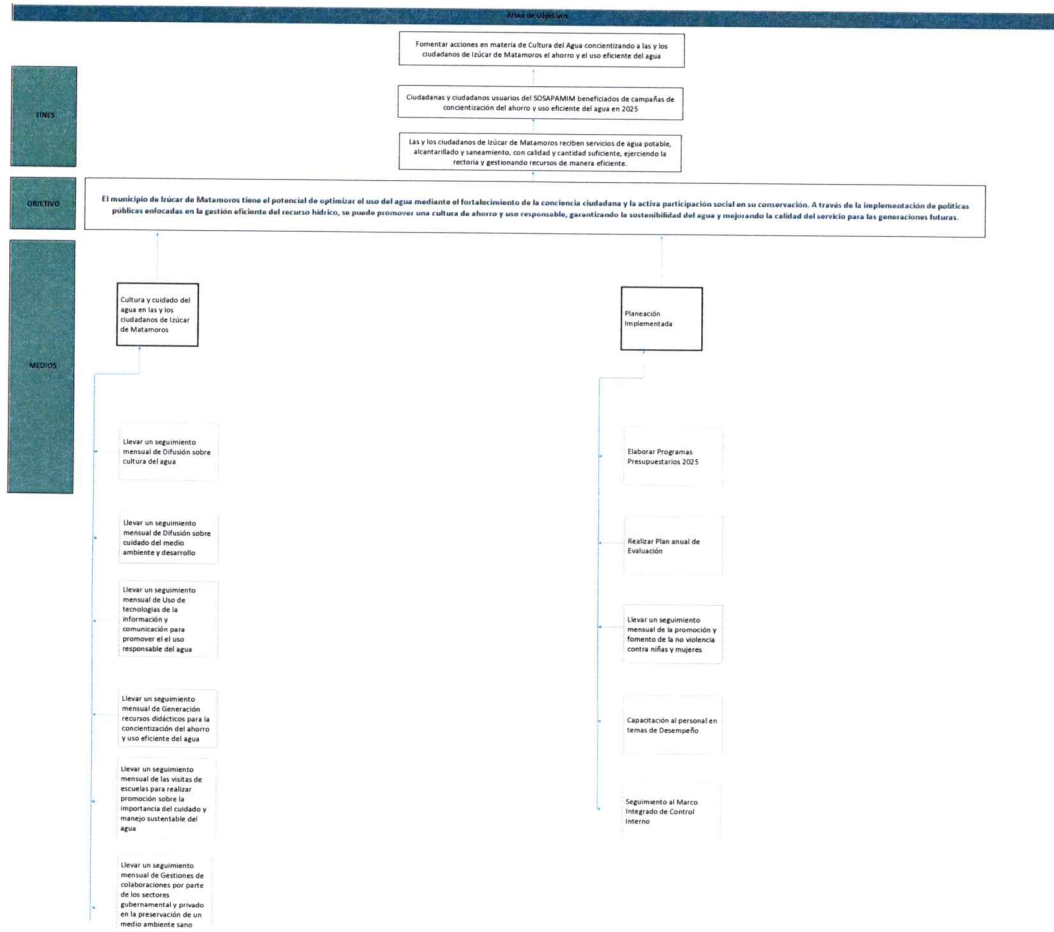 Árbol de Objetivos
Fomentar acciones en materia de Cultura del Agua concientizando a las y los
ciudadanos de Izúcar de Matamoros el ahorro y el uso eficiente del agua
FINES
Ciudadanas y ciudadanos usuarios del SOSAPAMIM beneficiados de campañas de
concientización del ahorro y uso eficiente del agua en 2025
Las y los ciudadanos de Izúcar de Matamoros reciben servicios de agua potable,
alcantarillado y saneamiento, con calidad y cantidad suficiente, ejerciendo la
rectoría y gestionando recursos de manera eficiente.
OBJETIVO
El municipio de Izúcar de Matamoros tiene el potencial de optimizar el uso del agua mediante el fortalecimiento de la conciencia ciudadana y la activa participación social en su conservación. A través de la implementación de políticas
públicas enfocadas en la gestión eficiente del recurso hídrico, se puede promover una cultura de ahorro y uso responsable, garantizando la sostenibilidad del agua y mejorando la calidad del servicio para las generaciones futuras.
MEDIOS
Cultura y cuidado del
agua en las y los
ciudadanos de Izúcar
de Matamoros
Llevar un seguimiento
mensual de Difusión sobre
cultura del agua
Llevar un seguimiento
mensual de Difusión sobre
cuidado del medio
ambiente y desarrollo
Llevar un seguimiento
mensual de Uso de
tecnologías de la
información y
comunicación para
promover el el uso
responsable del agua
Llevar un seguimiento
mensual de Generación
recursos didácticos para la
concientización del ahorro
y uso eficiente del agua
Llevar un seguimiento
mensual de las visitas de
escuelas para realizar
promoción sobre la
importancia del cuidado y
manejo sustentable del
agua
Llevar un seguimiento
mensual de Gestiones de
colaboraciones por parte
de los sectores
gubernamental y privado
en la preservación de un
medio ambiente sano
Planeación
Implementada
Elaborar Programas
Presupuestarios 2025
Realizar Plan anual de
Evaluación
Llevar un seguimiento
mensual de la promoción y
fomento de la no violencia
contra niñas y mujeres
Capacitación al personal en
temas de Desempeño
Seguimiento al Marco
Integrado de Control
Interno